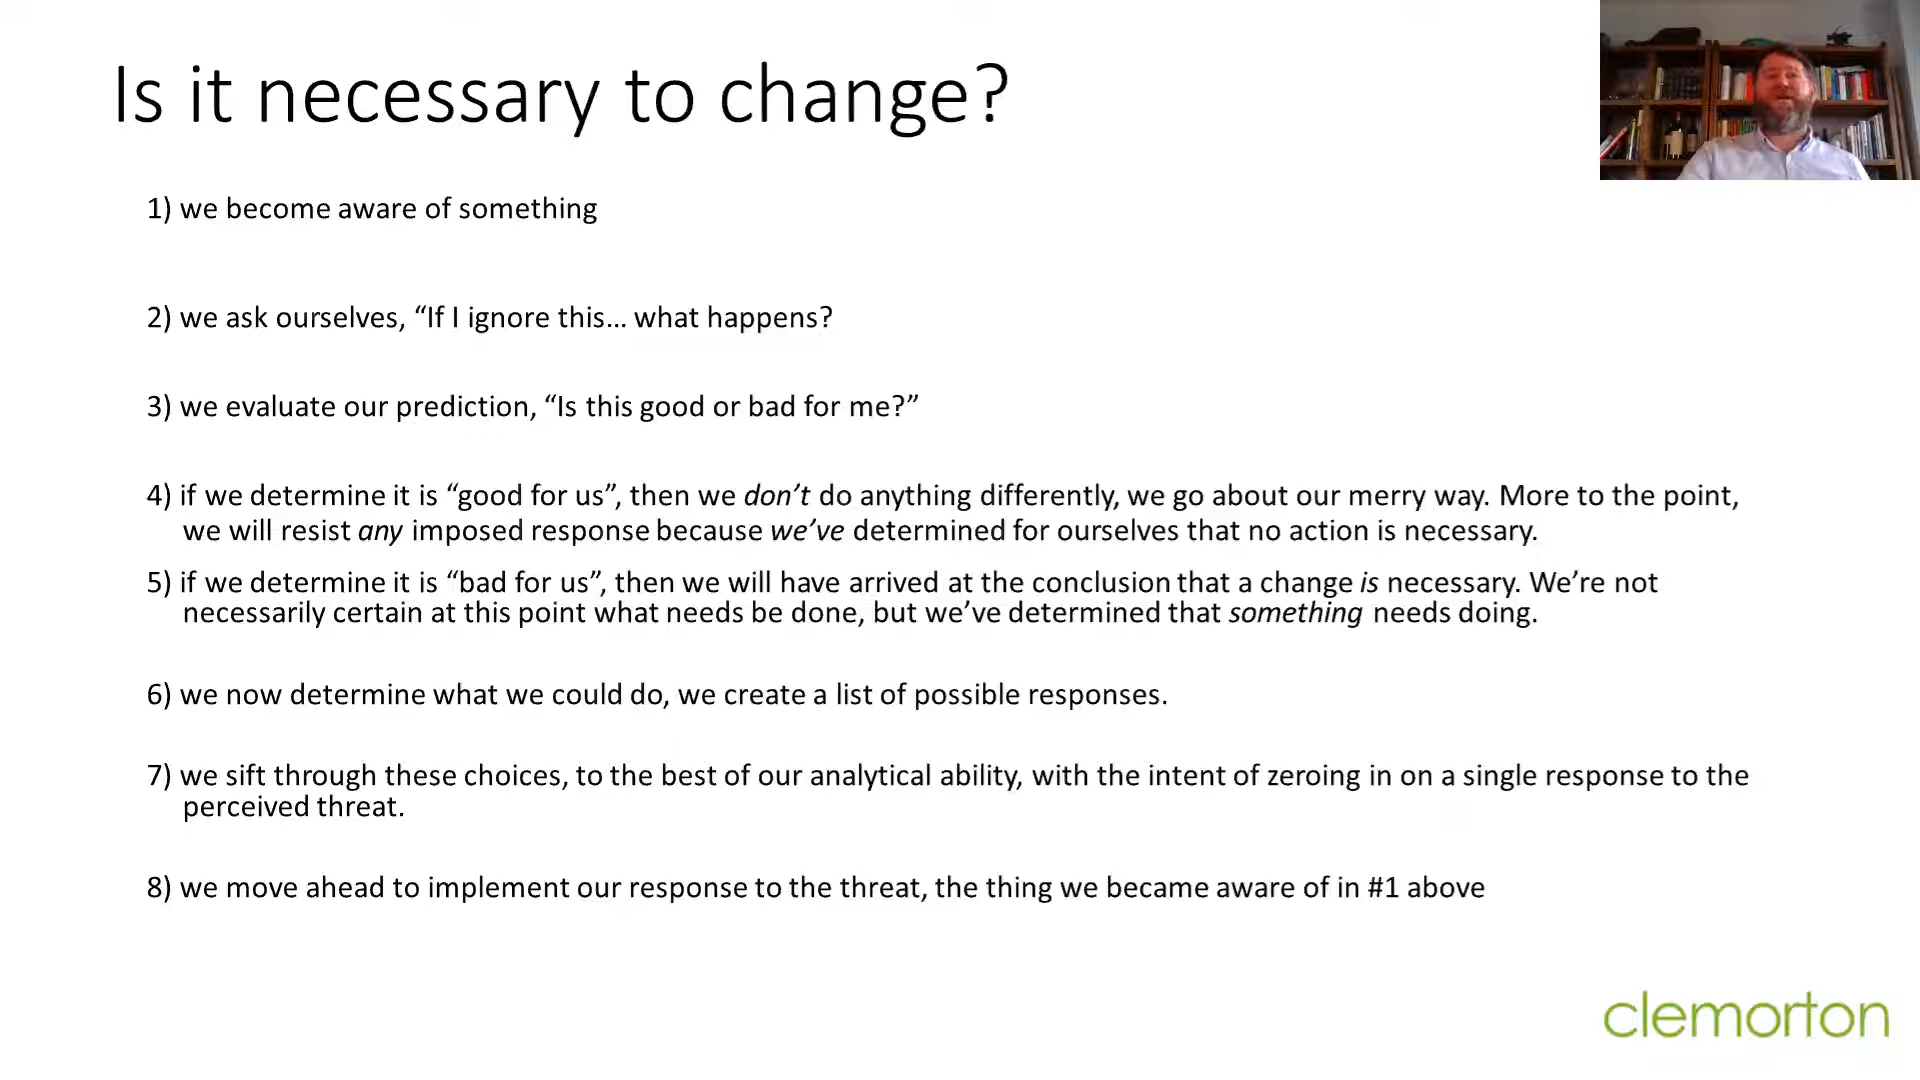 Is it necessary to change?
1) we become aware of something
2) we ask ourselves, “If I ignore this... what happens?
3) we evaluate our prediction, “Is this good or bad for me?”
4) if we determine it is “good for us”, then we don’t do anything differently, we go about our merry way. More to the point,
we will resist any imposed response because we’ve determined for ourselves that no action is necessary.
5) if we determine it is “bad for us”, then we will have arrived at the conclusion that a change is necessary. We’re not
necessarily certain at this point what needs be done, but we’ve determined that something needs doing.
6) we now determine what we could do, we create a list of possible responses.
7) we sift through these choices, to the best of our analytical ability, with the intent of zeroing in on a single response to the
perceived threat.
8) we move ahead to implement our response to the threat, the thing we became aware of in #1 above
clemorton